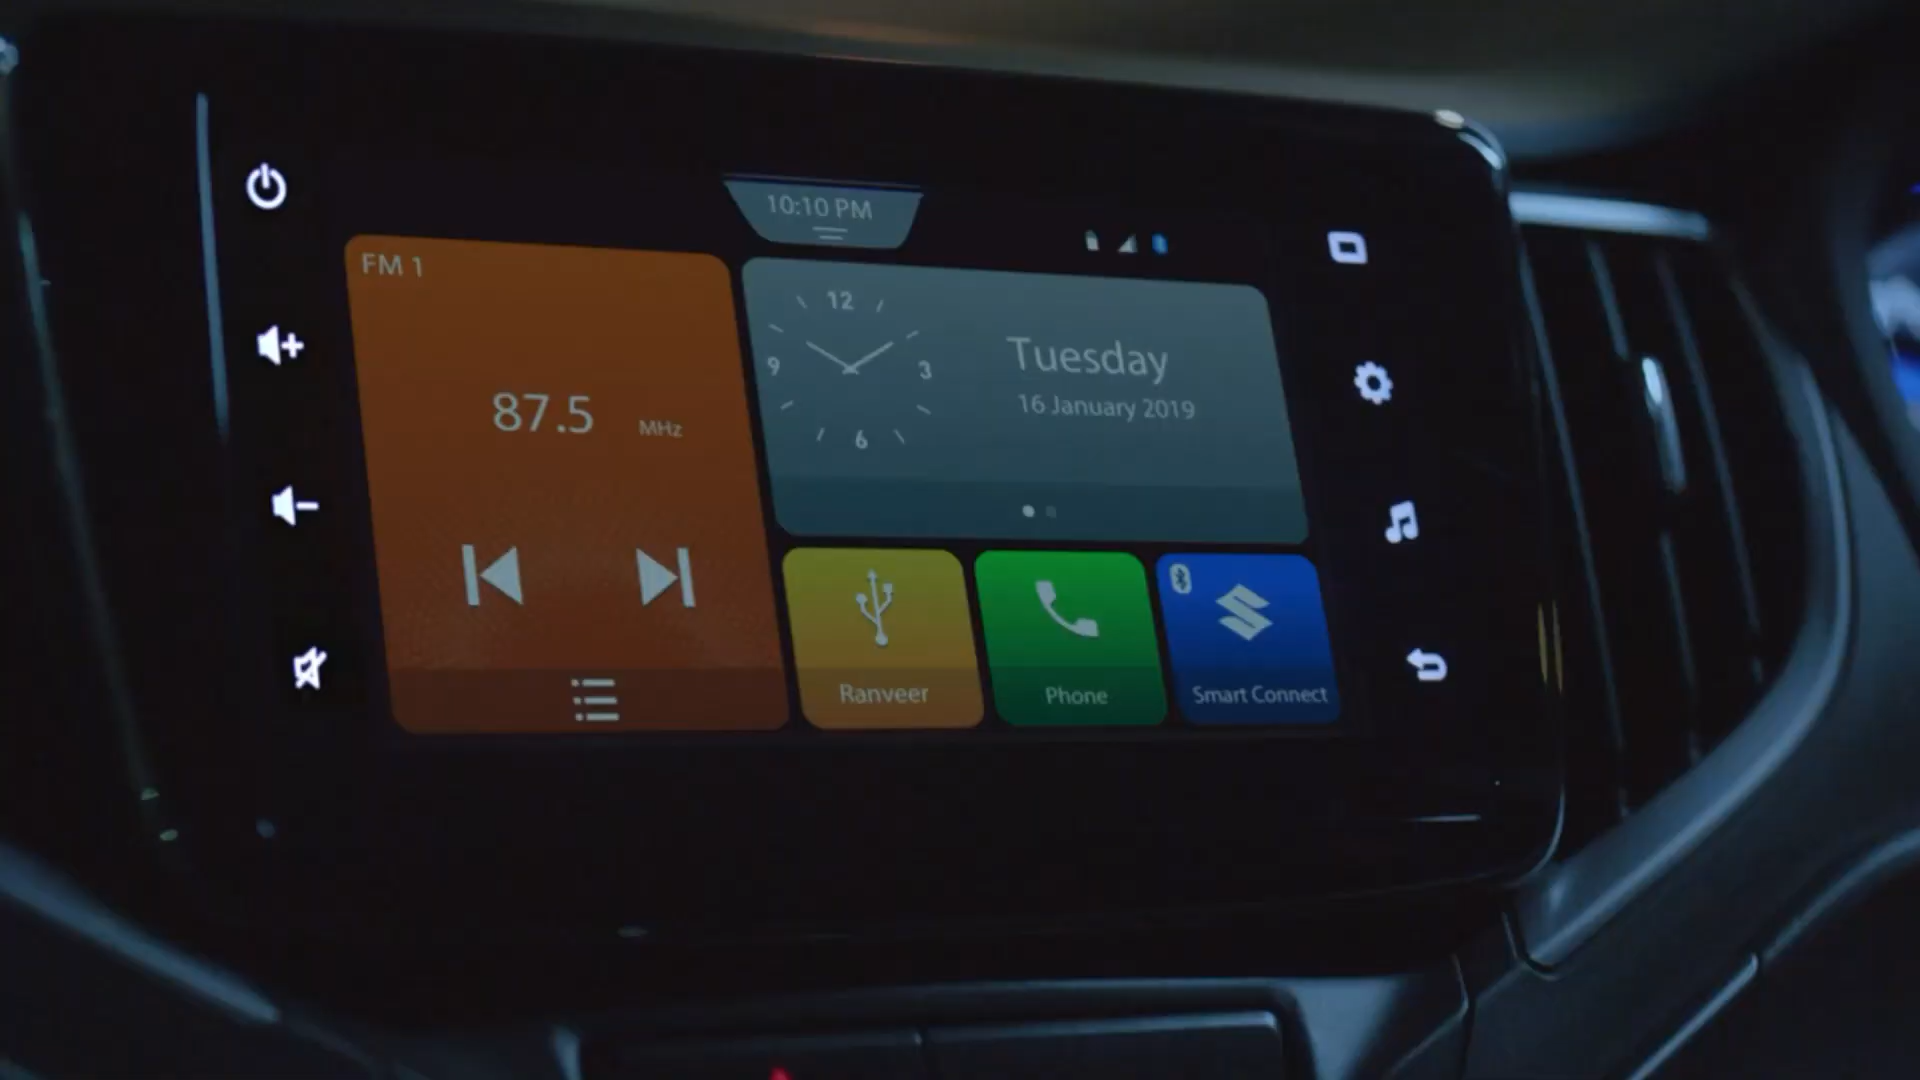 10:10 PM
FM 1
87.5 MHz
12
9
3
6
Tuesday
16 January 2019
Ranveer
Phone
Smart Connect